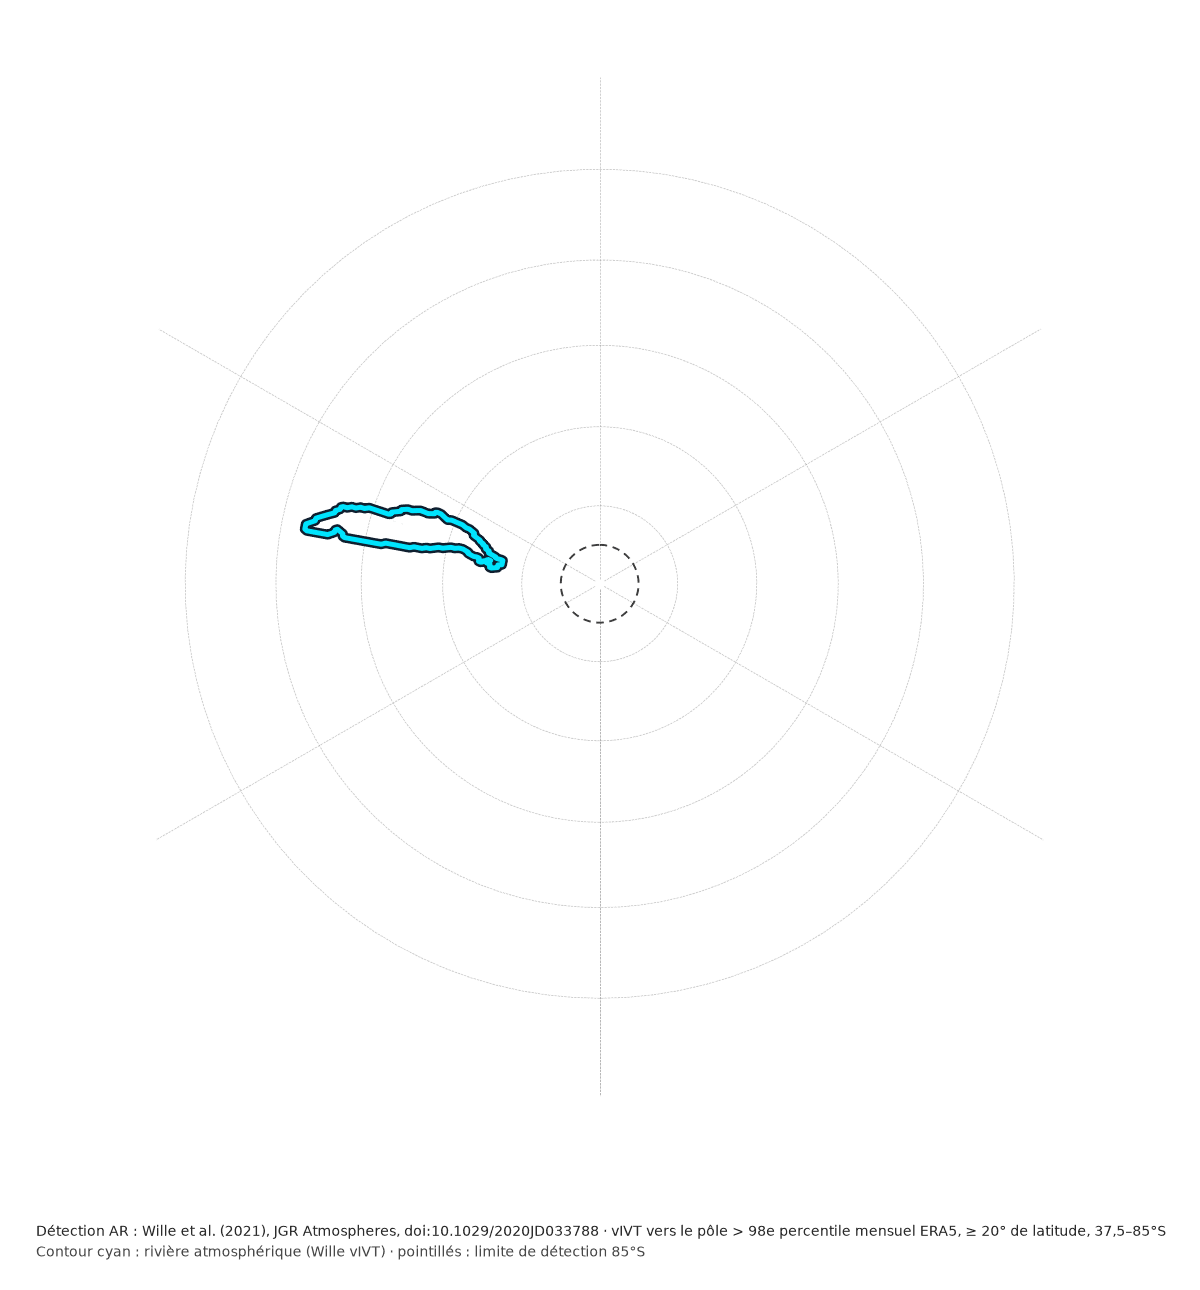 Détection AR : Wille et al. (2021), JGR Atmospheres, doi:10.1029/2020JD033788 · vIVT vers le pôle > 98e percentile mensuel ERA5, ≥ 20° de latitude, 37,5–85°S
Contour cyan : rivière atmosphérique (Wille vIVT) · pointillés : limite de détection 85°S